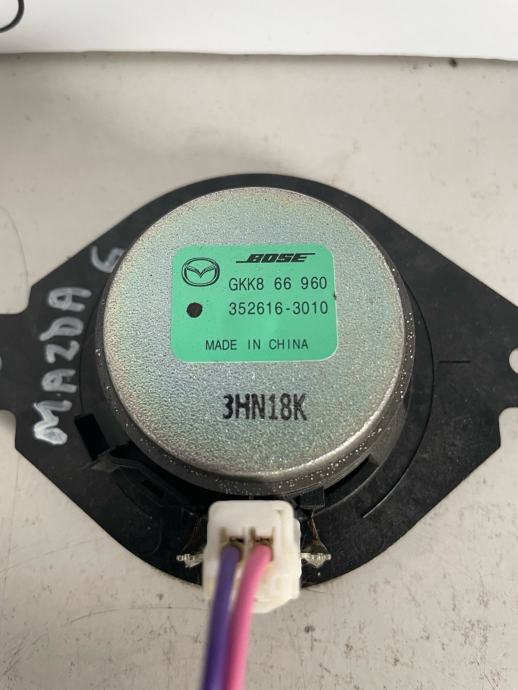 BOSE
GKK8 66 960
352616-3010
MADE IN CHINA
3HN18K
MAZDA 6